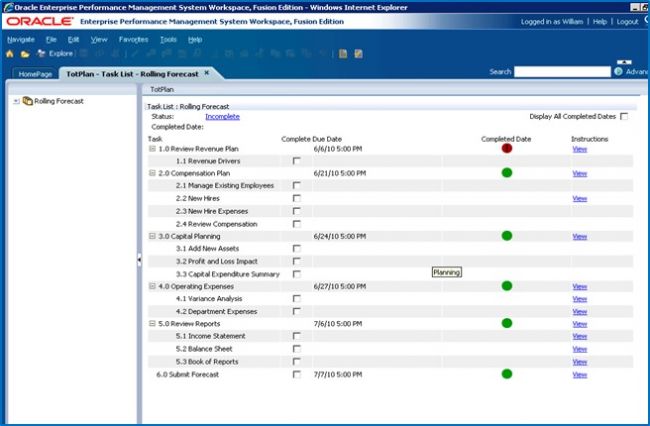 Oracle Enterprise Performance Management System Workspace, Fusion Edition - Windows Internet Explorer
ORACLE Enterprise Performance Management System Workspace, Fusion Edition Logged in as William | Help | Logout
Navigate File Edit View Favorites Tools Help
Explore
HomePage TotPlan - Task List - Rolling Forecast × Search Advan
Rolling Forecast
TotPlan
Task List : Rolling Forecast
Status: Incomplete Display All Completed Dates
Completed Date:
Task Complete Due Date Completed Date Instructions
1.0 Review Revenue Plan 6/6/10 5:00 PM View
1.1 Revenue Drivers
2.0 Compensation Plan 6/21/10 5:00 PM View
2.1 Manage Existing Employees
2.2 New Hires View
2.3 New Hire Expenses
2.4 Review Compensation
3.0 Capital Planning 6/24/10 5:00 PM View
3.1 Add New Assets
3.2 Profit and Loss Impact
3.3 Capital Expenditure Summary Planning
4.0 Operating Expenses 6/27/10 5:00 PM View
4.1 Variance Analysis View
4.2 Department Expenses View
5.0 Review Reports 7/6/10 5:00 PM View
5.1 Income Statement View
5.2 Balance Sheet View
5.3 Book of Reports View
6.0 Submit Forecast 7/7/10 5:00 PM View